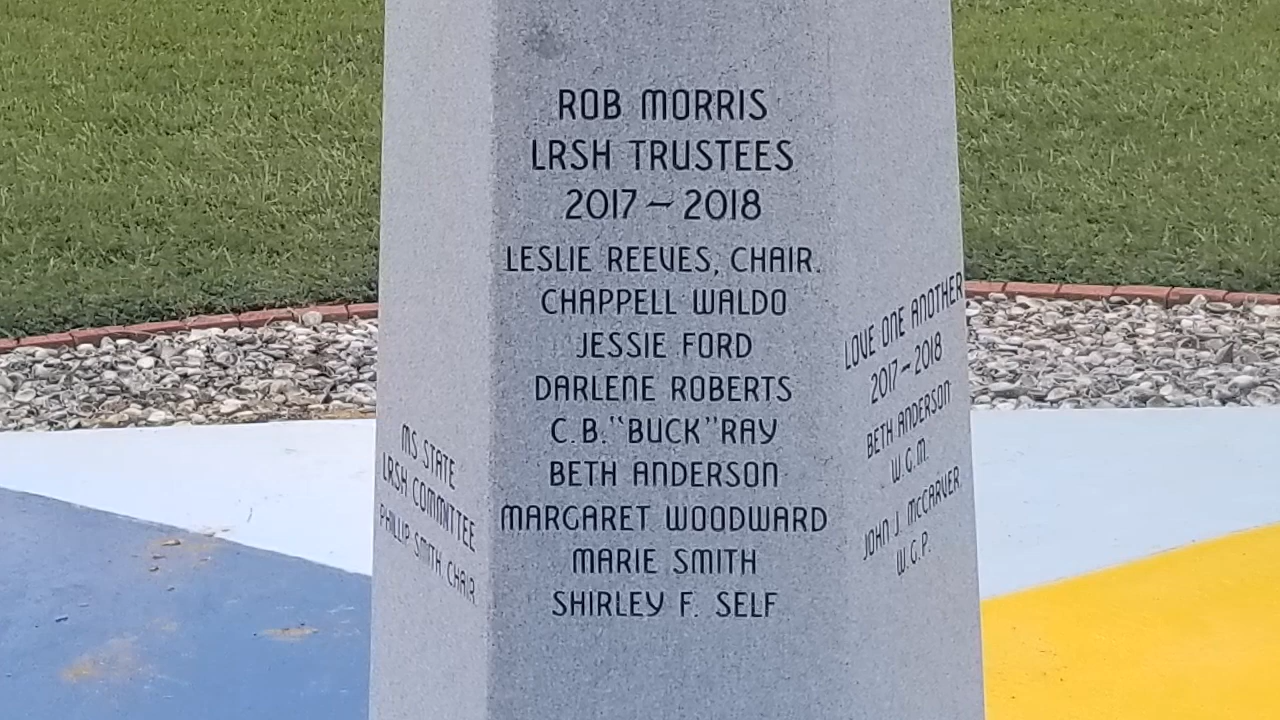 ROB MORRIS
LRSH TRUSTEES
2017 ~ 2018
LESLIE REEVES, CHAIR.
CHAPPELL WALDO
JESSIE FORD
DARLENE ROBERTS
C.B. "BUCK" RAY
BETH ANDERSON
MARGARET WOODWARD
MARIE SMITH
SHIRLEY F. SELF
MS STATE
LRSH COMMITTEE
PHILLIP SMITH CHAIR
LOVE ONE ANOTHER
2017 ~ 2018
BETH ANDERSON
W.G.M.
JOHN J. McCARVER
W.G.P.